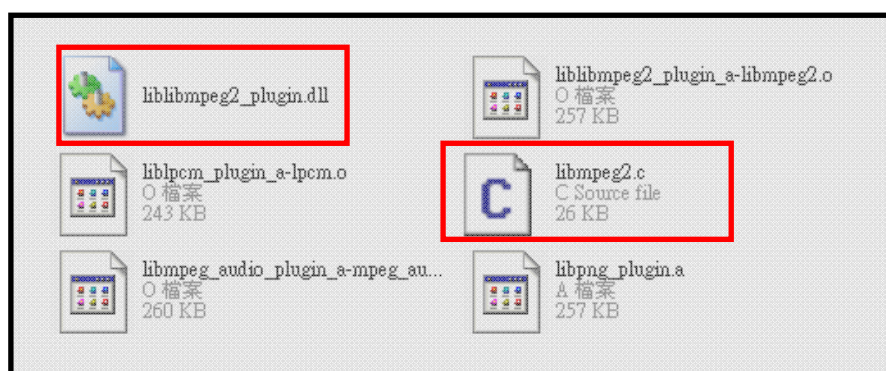 liblibmpeg2_plugin.dll
liblibmpeg2_plugin_a-libmpeg2.o
O 檔案
257 KB
liblpcm_plugin_a-lpcm.o
O 檔案
243 KB
libmpeg2.c
C Source file
26 KB
libmpeg_audio_plugin_a-mpeg_au...
O 檔案
260 KB
libpng_plugin.a
A 檔案
257 KB